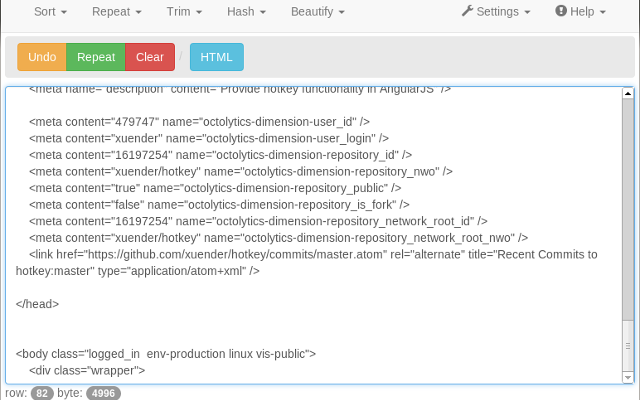 Sort Repeat Trim Hash Beautify Settings Help
Undo Repeat Clear / HTML
<meta name="description" content="Provide hotkey functionality in AngularJS" />
<meta content="479747" name="octolytics-dimension-user_id" />
<meta content="xuender" name="octolytics-dimension-user_login" />
<meta content="16197254" name="octolytics-dimension-repository_id" />
<meta content="xuender/hotkey" name="octolytics-dimension-repository_nwo" />
<meta content="true" name="octolytics-dimension-repository_public" />
<meta content="false" name="octolytics-dimension-repository_is_fork" />
<meta content="16197254" name="octolytics-dimension-repository_network_root_id" />
<meta content="xuender/hotkey" name="octolytics-dimension-repository_network_root_nwo" />
<link href="https://github.com/xuender/hotkey/commits/master.atom" rel="alternate" title="Recent Commits to
hotkey:master" type="application/atom+xml" />
</head>
<body class="logged_in  env-production linux vis-public">
<div class="wrapper">
row: 82 byte: 4996